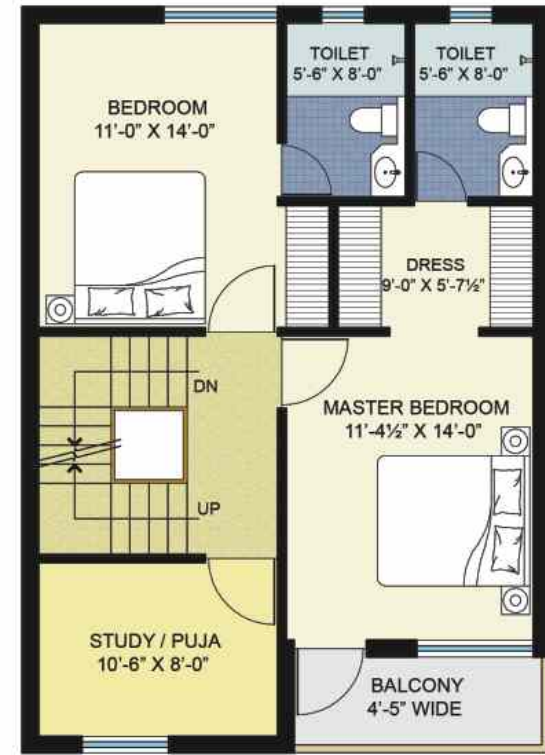 TOILET
5'-6" X 8'-0"
TOILET
5'-6" X 8'-0"
BEDROOM
11'-0" X 14'-0"
DRESS
9'-0" X 5'-7½"
DN
MASTER BEDROOM
11'-4½" X 14'-0"
UP
STUDY / PUJA
10'-6" X 8'-0"
BALCONY
4'-5" WIDE